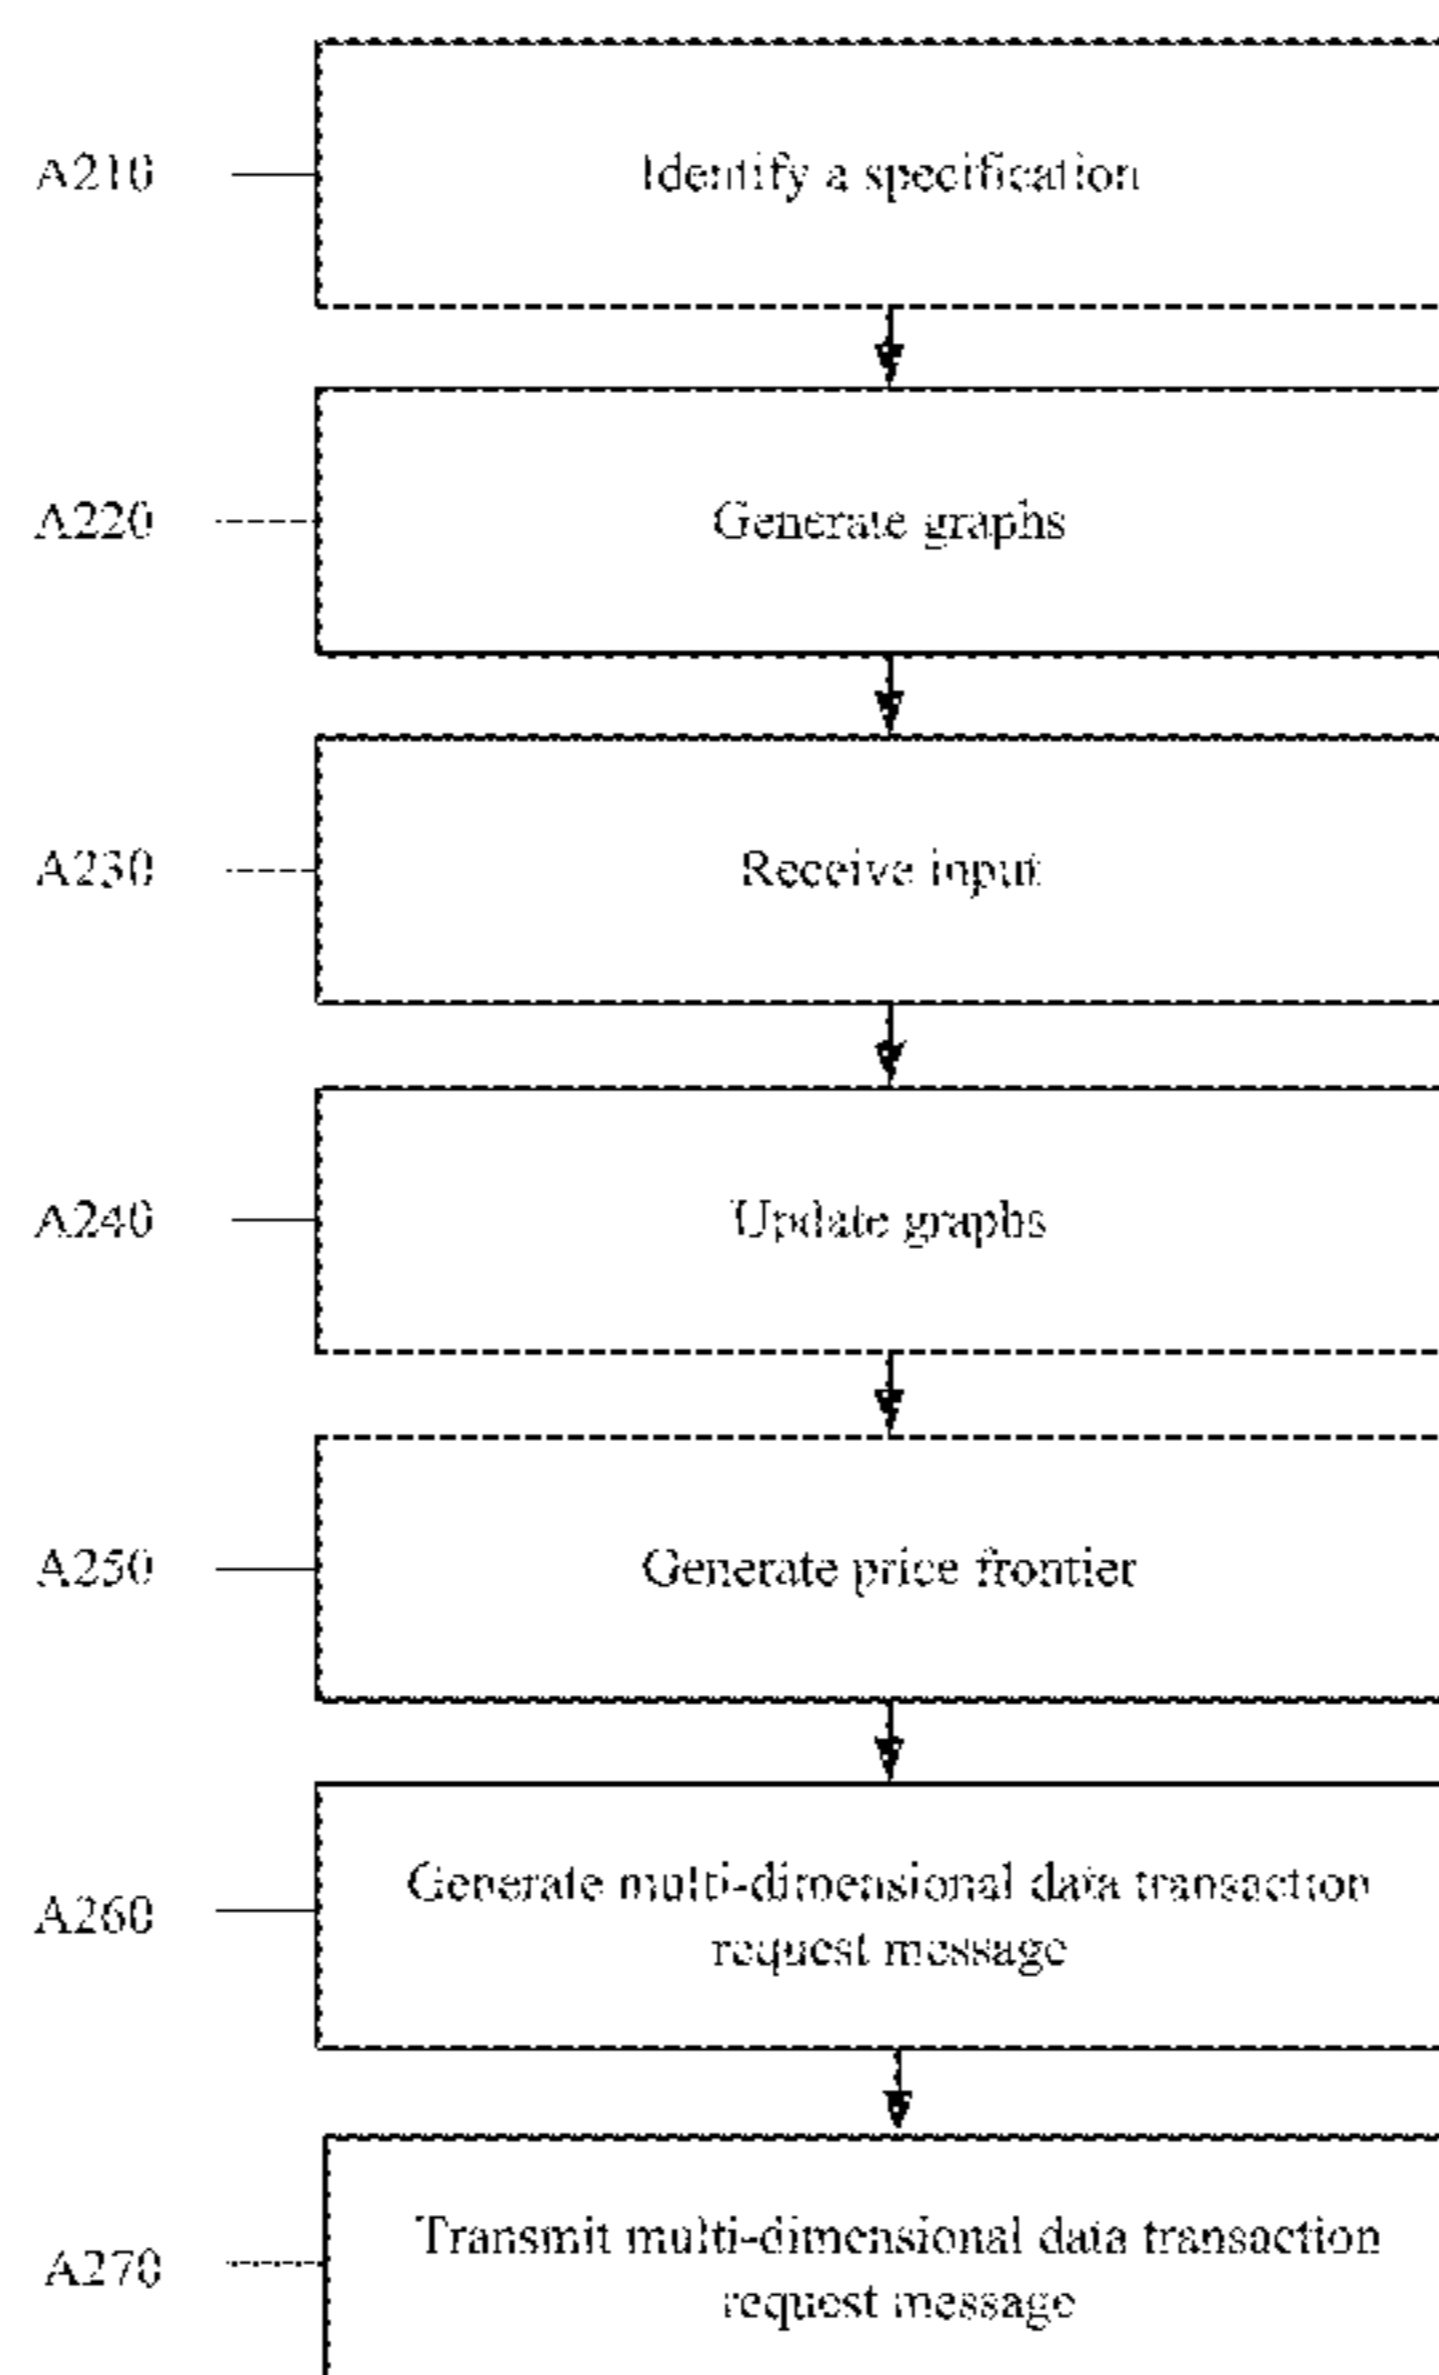 A210
Identify a specification
A220
Generate graphs
A230
Receive input
A240
Update graphs
A250
Generate price frontier
A260
Generate multi-dimensional data transaction
request message
A270
Transmit multi-dimensional data transaction
request message